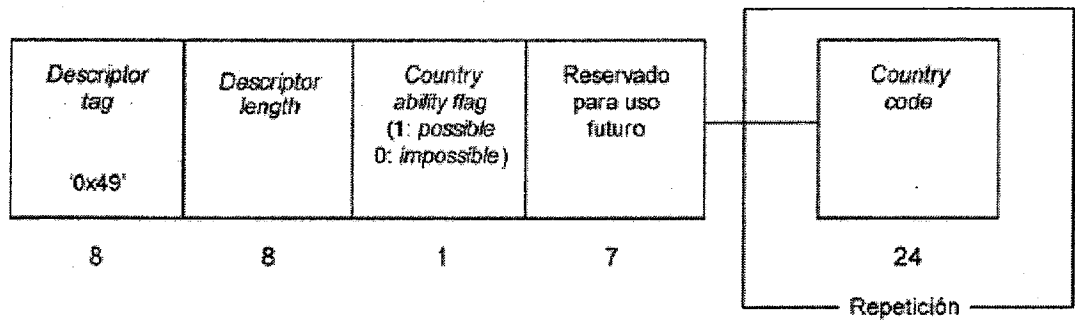 Descriptor
tag
'0x49'
Descriptor
length
Country
ability flag
(1: possible
0: impossible)
Reservado
para uso
futuro
Country
code
8
8
1
7
24
Repetición